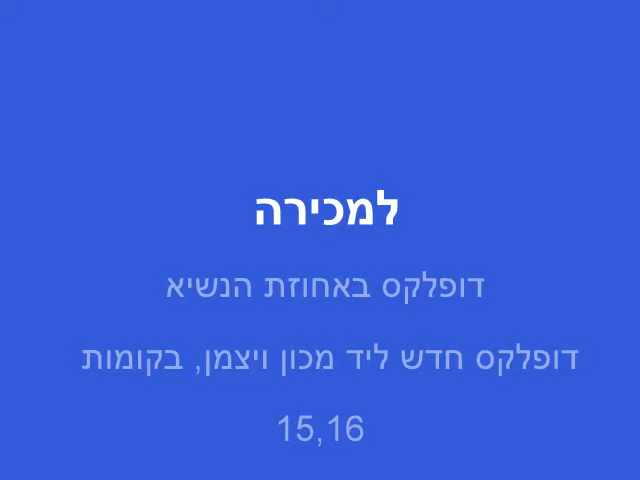 למכירה
דופלקס באחוזת הנשיא
דופלקס חדש ליד מכון ויצמן, בקומות
15,16